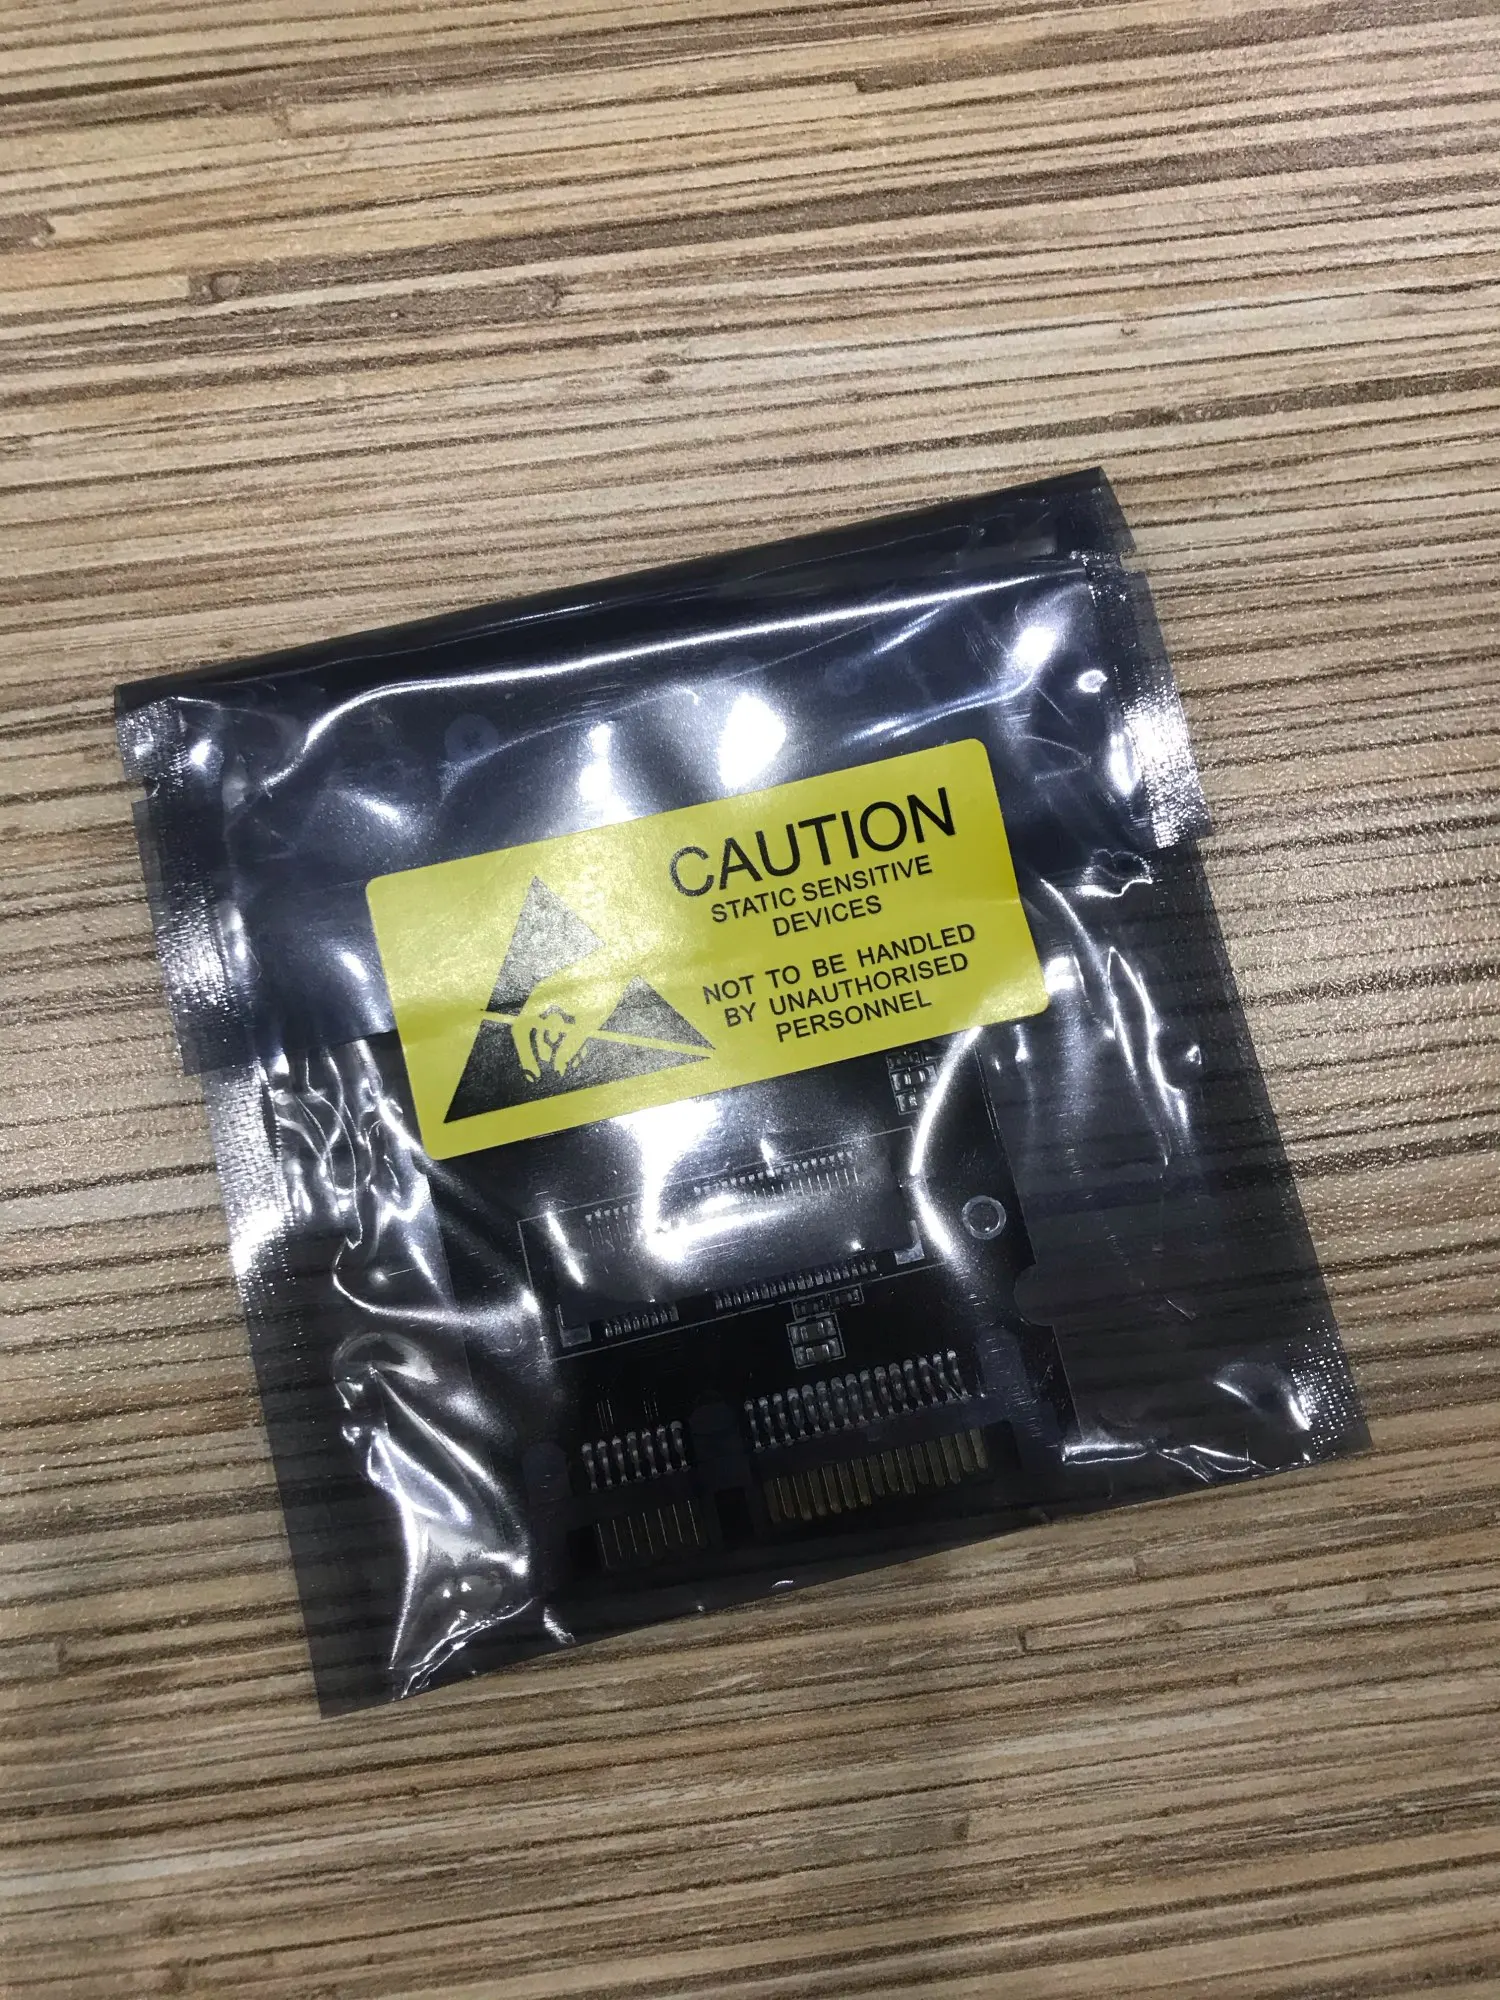 CAUTION
STATIC SENSITIVE
DEVICES
NOT TO BE HANDLED
BY UNAUTHORISED
PERSONNEL